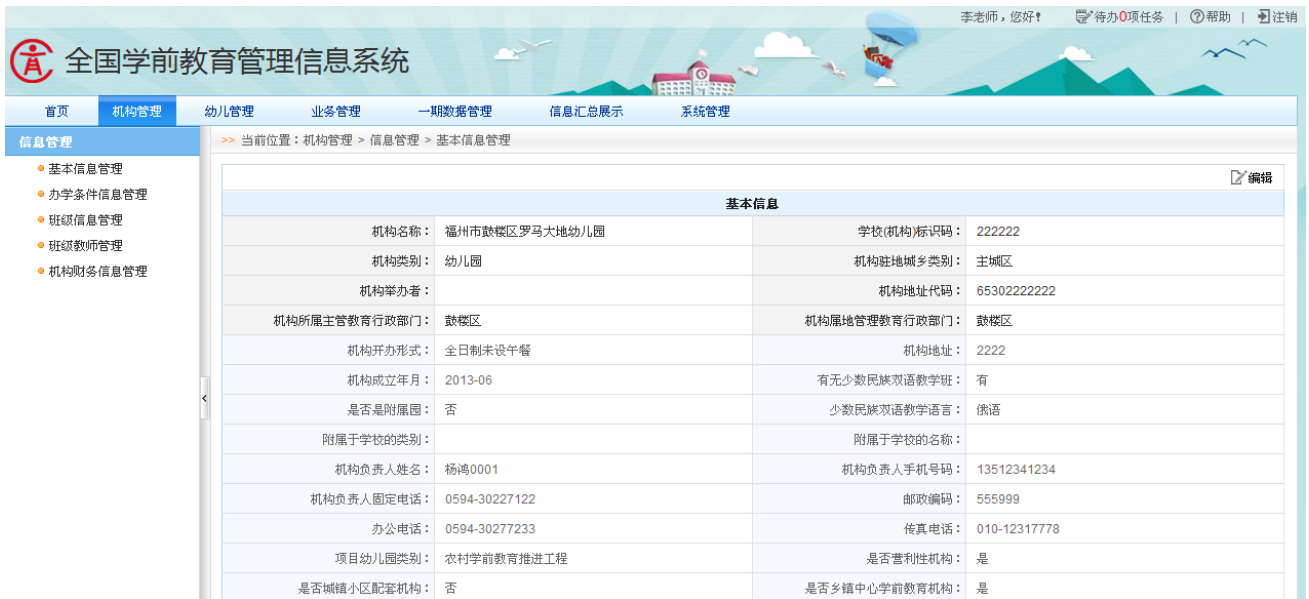 李老师，您好！ 待办0项任务 | 帮助 | 注销
全国学前教育管理信息系统
首页 机构管理 幼儿管理 业务管理 一期数据管理 信息汇总展示 系统管理
信息管理
基本信息管理
办学条件信息管理
班级信息管理
班级教师管理
机构财务信息管理
>> 当前位置：机构管理 > 信息管理 > 基本信息管理
编辑
基本信息
机构名称： 福州市鼓楼区罗马大地幼儿园 学校(机构)标识码： 222222
机构类别： 幼儿园 机构驻地城乡类别： 主城区
机构举办者： 机构地址代码： 65302222222
机构所属主管教育行政部门： 鼓楼区 机构属地管理教育行政部门： 鼓楼区
机构开办形式： 全日制未设午餐 机构地址： 2222
机构成立年月： 2013-06 有无少数民族双语教学班： 有
是否是附属园： 否 少数民族双语教学语言： 俄语
附属于学校的类别： 附属于学校的名称：
机构负责人姓名： 杨鸿0001 机构负责人手机号码： 13512341234
机构负责人固定电话： 0594-30227122 邮政编码： 555999
办公电话： 0594-30277233 传真电话： 010-12317778
项目幼儿园类别： 农村学前教育推进工程 是否营利性机构： 是
是否城镇小区配套机构： 否 是否乡镇中心学前教育机构： 是